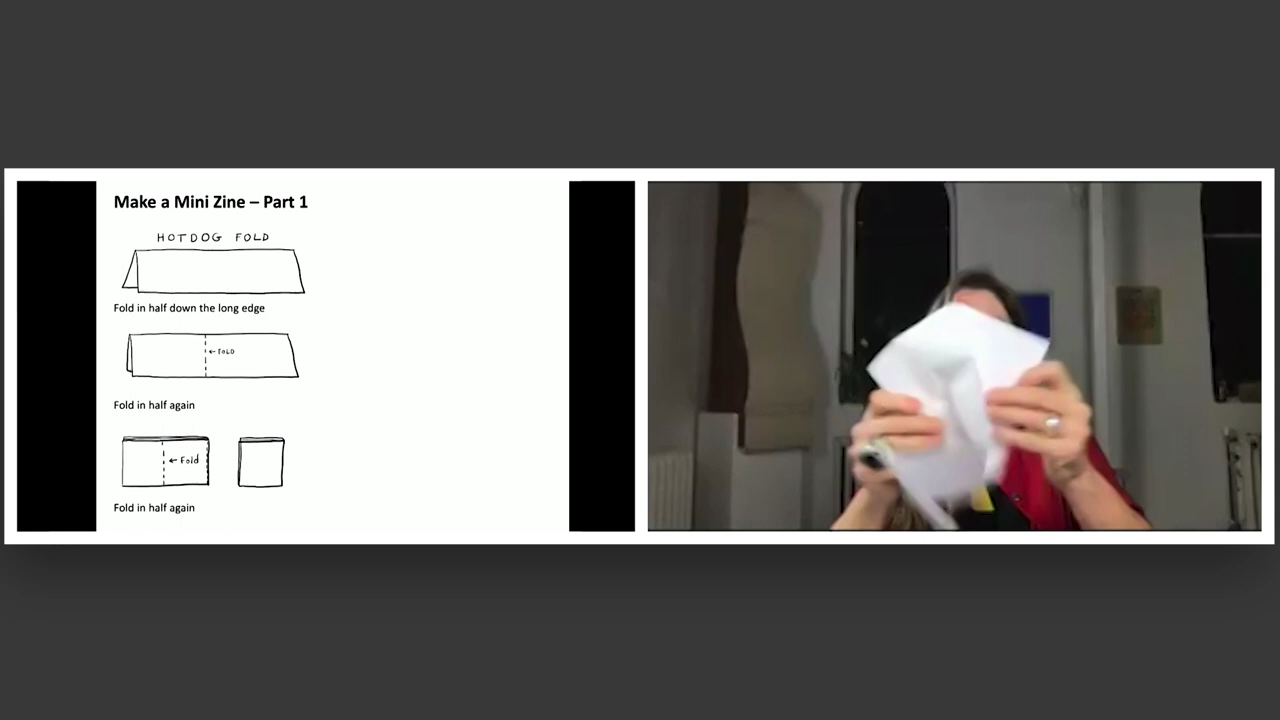 Make a Mini Zine – Part 1
HOTDOG FOLD
Fold in half down the long edge
← FOLD
Fold in half again
← Fold
Fold in half again